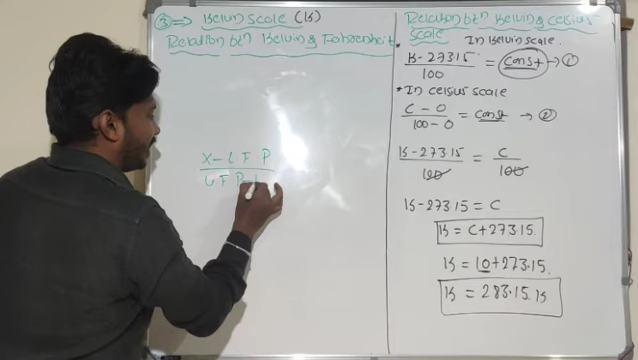 ③ ⟹ Kelvin scale (K)
Relation btn Kelvin & Fahrenheit
X - L F P
L F P
Relation btn Kelvin & celsius
scale
* In Kelvin scale.
K - 273.15 / 100 = const → ①
* In celsius scale
C - 0 / 100 - 0 = const → ②
K - 273.15 / 100 = C / 100
K - 273.15 = C
K = C + 273.15
K = 10 + 273.15
K = 283.15 K